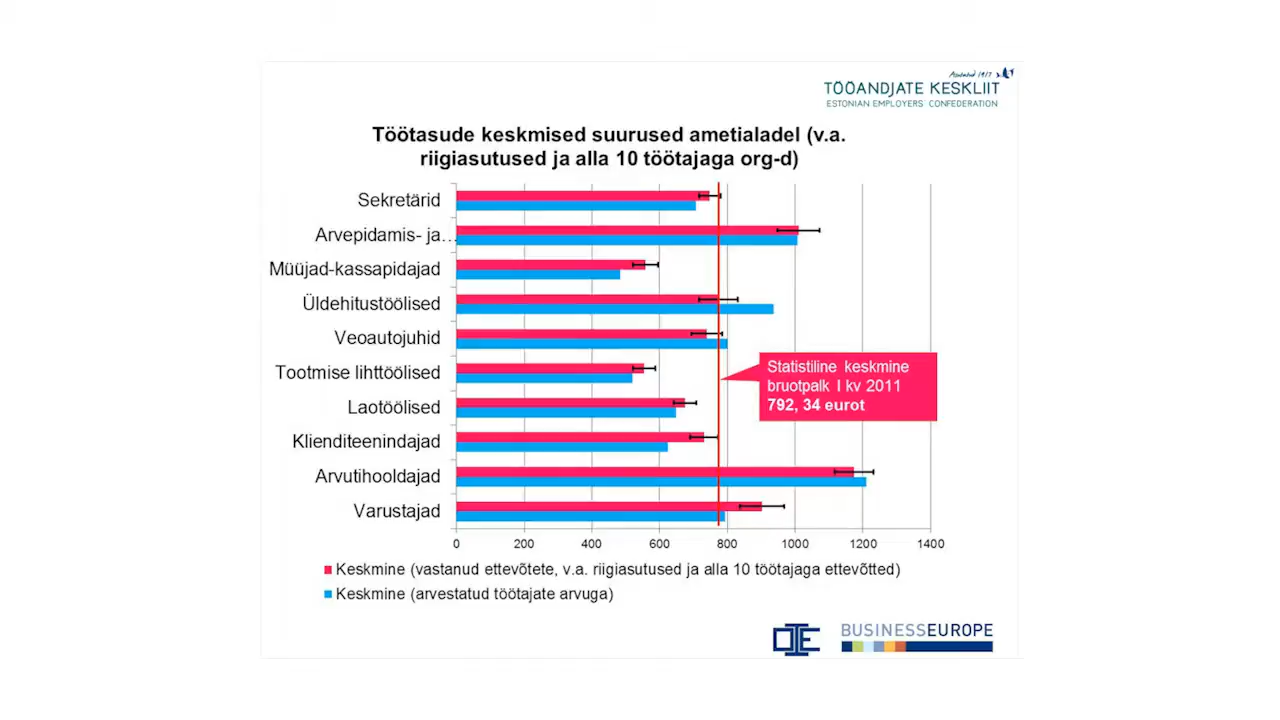 Asutatud 1917
TÖÖANDJATE KESKLIIT
ESTONIAN EMPLOYERS' CONFEDERATION
Töötasude keskmised suurused ametialadel (v.a.
riigiasutused ja alla 10 töötajaga org-d)
Sekretärid
Arvepidamis- ja…
Müüjad-kassapidajad
Üldehitustöölised
Veoautojuhid
Tootmise lihttöölised
Laotöölised
Klienditeenindajad
Arvutihooldajad
Varustajad
Statistiline keskmine
bruotpalk I kv 2011
792, 34 eurot
0 200 400 600 800 1000 1200 1400
Keskmine (vastanud ettevõtete, v.a. riigiasutused ja alla 10 töötajaga ettevõtted)
Keskmine (arvestatud töötajate arvuga)
BUSINESSEUROPE